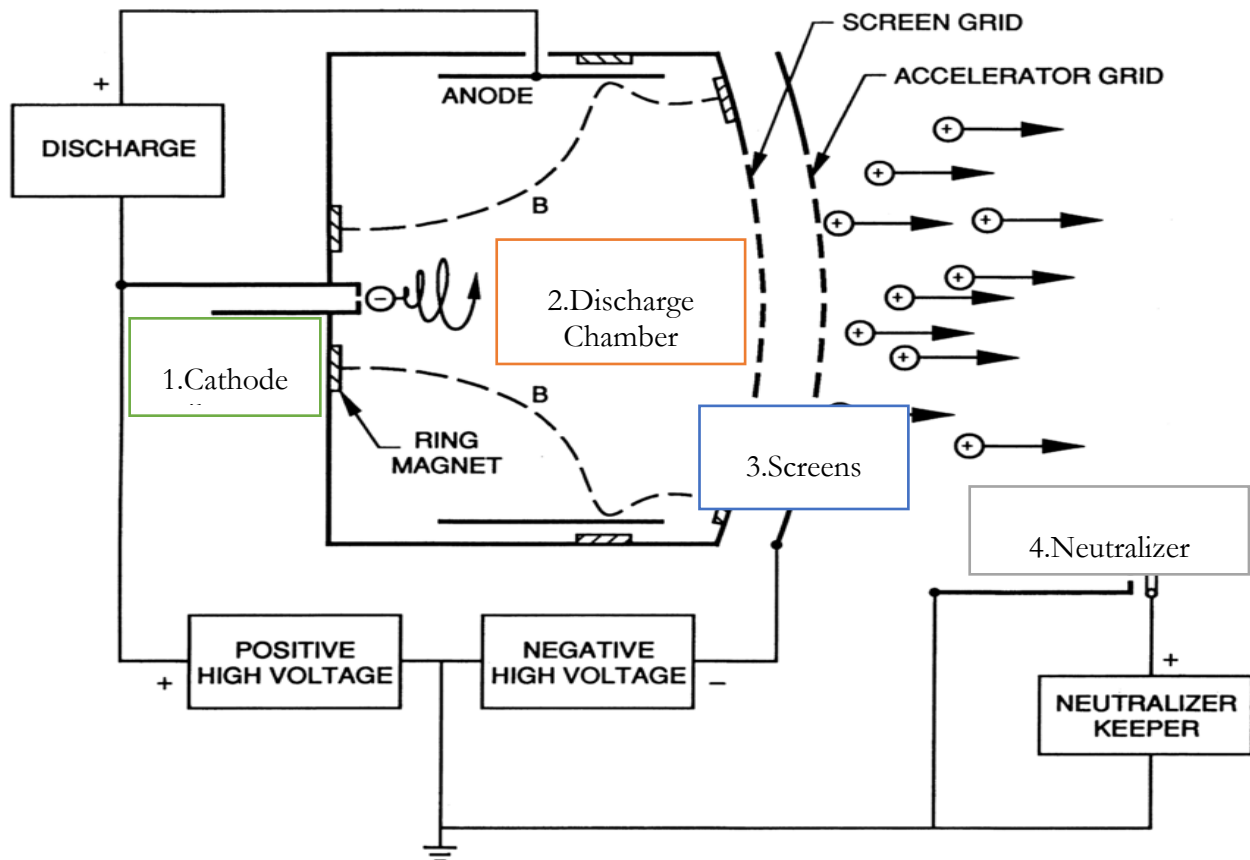 SCREEN GRID
ACCELERATOR GRID
+
ANODE
DISCHARGE
B
+
+
+
+
+
+
+
+
+
+
−
2.Discharge
Chamber
1.Cathode
B
RING
MAGNET
3.Screens
4.Neutralizer
POSITIVE
HIGH VOLTAGE
NEGATIVE
HIGH VOLTAGE
+
−
+
NEUTRALIZER
KEEPER